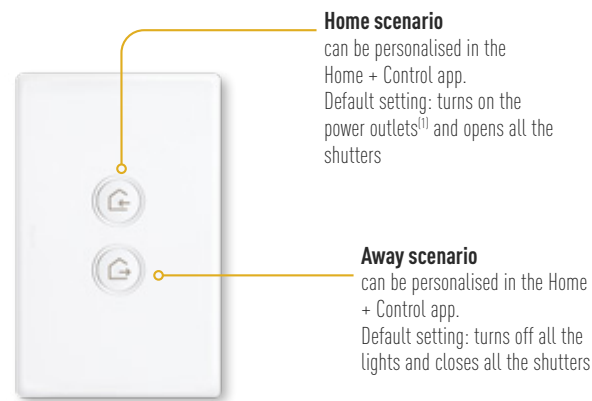 Home scenario
can be personalised in the
Home + Control app.
Default setting: turns on the
power outlets[1] and opens all the
shutters
Away scenario
can be personalised in the Home
+ Control app.
Default setting: turns off all the
lights and closes all the shutters